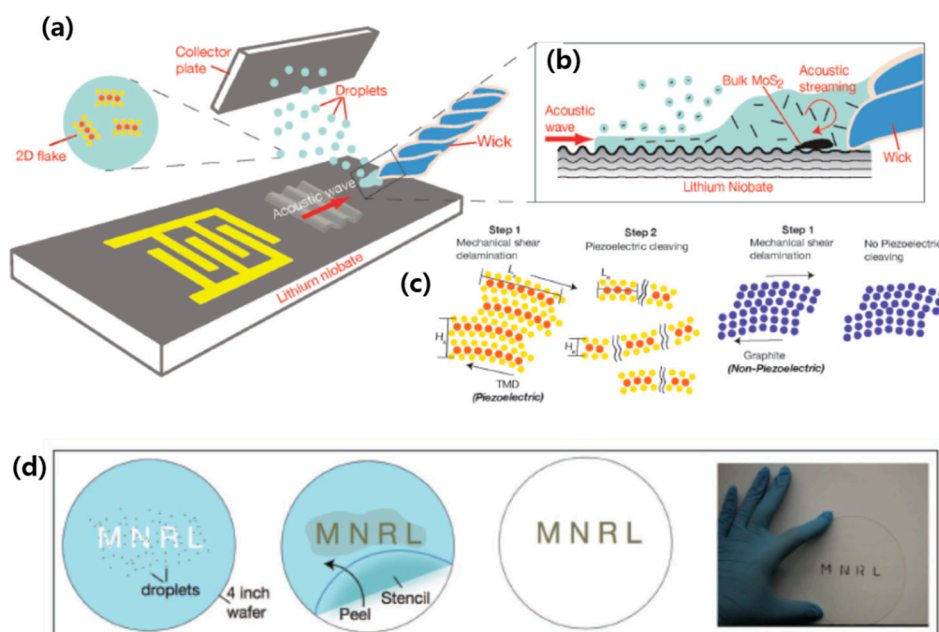 (a)
Collector
plate
Droplets
2D flake
Wick
Acoustic wave
Lithium niobate
(b)
Bulk MoS2
Acoustic
streaming
Acoustic
wave
Wick
Lithium Niobate
(c)
Step 1
Mechanical shear
delamination
Step 2
Piezoelectric cleaving
Step 1
Mechanical shear
delamination
No Piezoelectric
cleaving
TMD
(Piezoelectric)
Graphite
(Non-Piezoelectric)
(d)
MNRL
droplets
4 inch
wafer
MNRL
Peel
Stencil
MNRL
MNRL